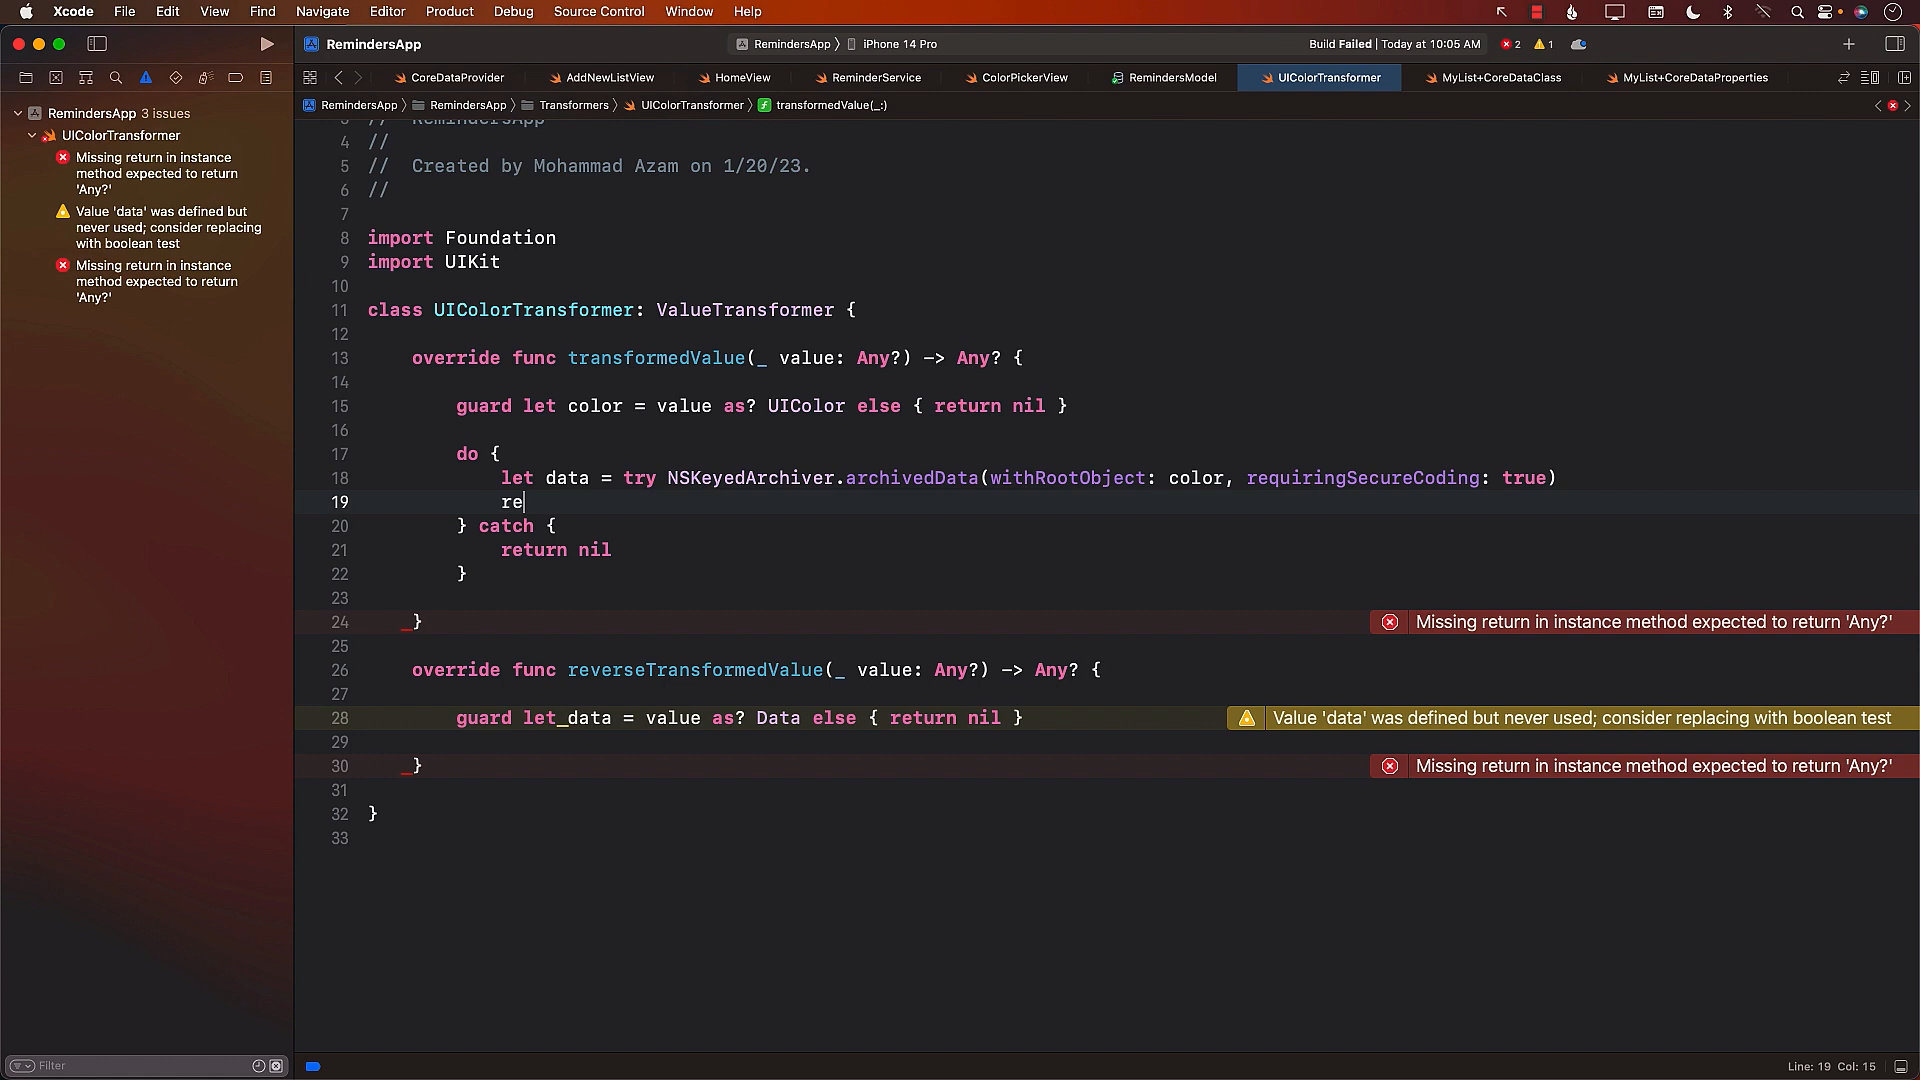 Xcode File Edit View Find Navigate Editor Product Debug Source Control Window Help
RemindersApp RemindersApp 〉 iPhone 14 Pro Build Failed | Today at 10:05 AM 2 1
CoreDataProvider AddNewListView HomeView ReminderService ColorPickerView RemindersModel UIColorTransformer MyList+CoreDataClass MyList+CoreDataProperties
RemindersApp 〉 RemindersApp 〉 Transformers 〉 UIColorTransformer 〉 transformedValue(_:)
RemindersApp 3 issues
UIColorTransformer
Missing return in instance
method expected to return
'Any?'
Value 'data' was defined but
never used; consider replacing
with boolean test
Missing return in instance
method expected to return
'Any?'
Filter
3 // RemindersApp
4 //
5 // Created by Mohammad Azam on 1/20/23.
6 //
7
8 import Foundation
9 import UIKit
10
11 class UIColorTransformer: ValueTransformer {
12
13 override func transformedValue(_ value: Any?) -> Any? {
14
15 guard let color = value as? UIColor else { return nil }
16
17 do {
18 let data = try NSKeyedArchiver.archivedData(withRootObject: color, requiringSecureCoding: true)
19 re
20 } catch {
21 return nil
22 }
23
24 } Missing return in instance method expected to return 'Any?'
25
26 override func reverseTransformedValue(_ value: Any?) -> Any? {
27
28 guard let data = value as? Data else { return nil } Value 'data' was defined but never used; consider replacing with boolean test
29
30 } Missing return in instance method expected to return 'Any?'
31
32 }
33
Line: 19 Col: 15